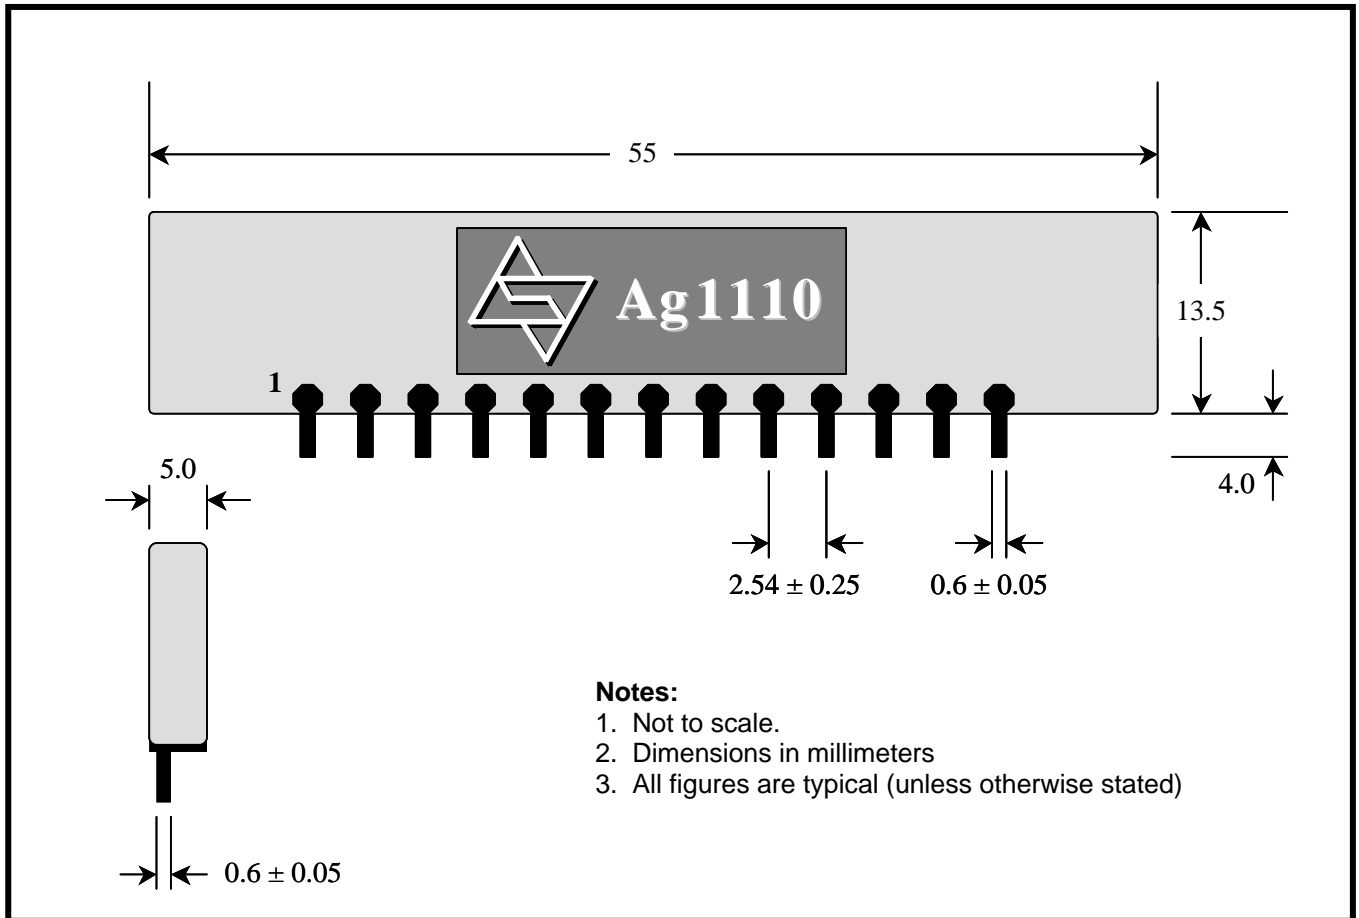 55
Ag1110
13.5
1
4.0
5.0
2.54 ± 0.25
0.6 ± 0.05
Notes:
1. Not to scale.
2. Dimensions in millimeters
3. All figures are typical (unless otherwise stated)
0.6 ± 0.05